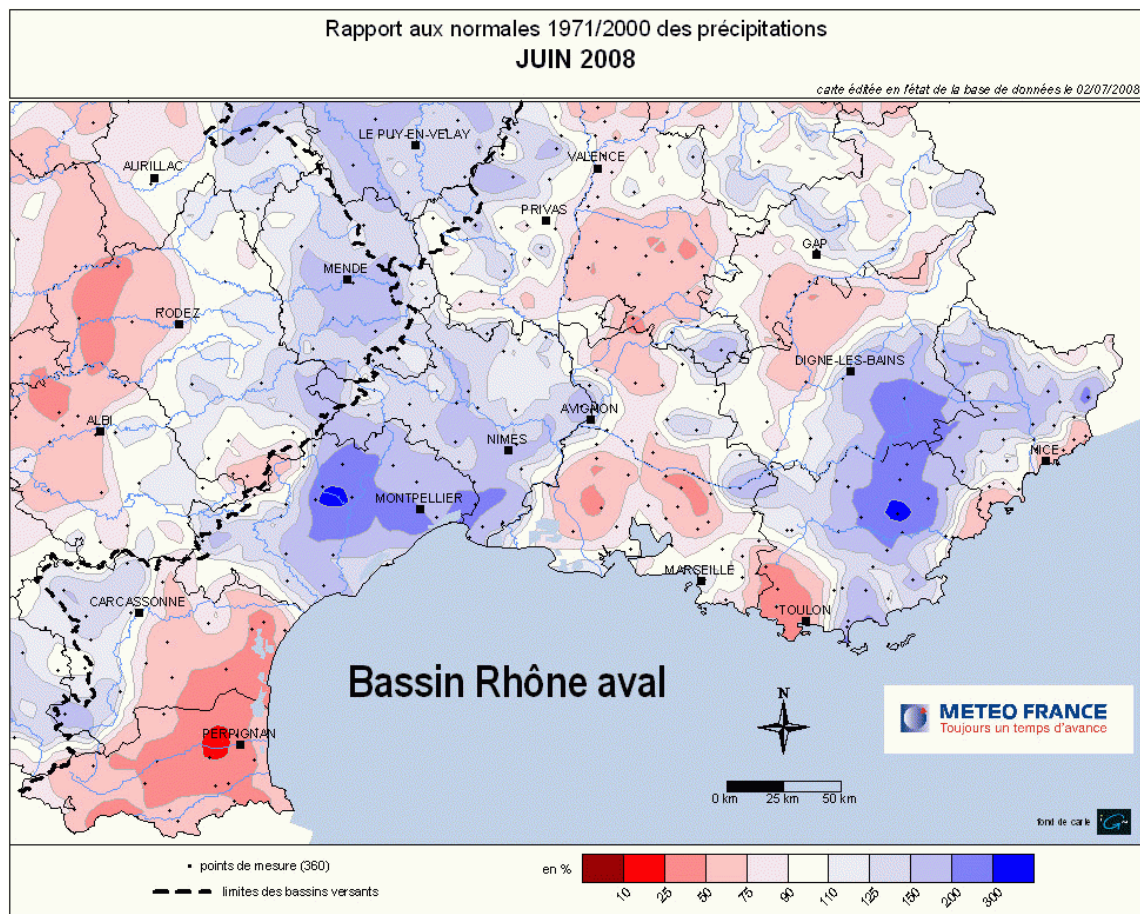 Rapport aux normales 1971/2000 des précipitations
JUIN 2008
carte éditée en l'état de la base de données le 02/07/2008
LE PUY-EN-VELAY
AURILLAC
VALENCE
PRIVAS
GAP
MENDE
RODEZ
DIGNE-LES-BAINS
ALBI
AVIGNON
NIMES
NICE
MONTPELLIER
MARSEILLE
CARCASSONNE
TOULON
Bassin Rhône aval
N
METEO FRANCE
Toujours un temps d'avance
PERPIGNAN
0 km 25 km 50 km
fond de carte
points de mesure (360)
limites des bassins versants
en %
10 25 50 75 90 110 125 150 200 300